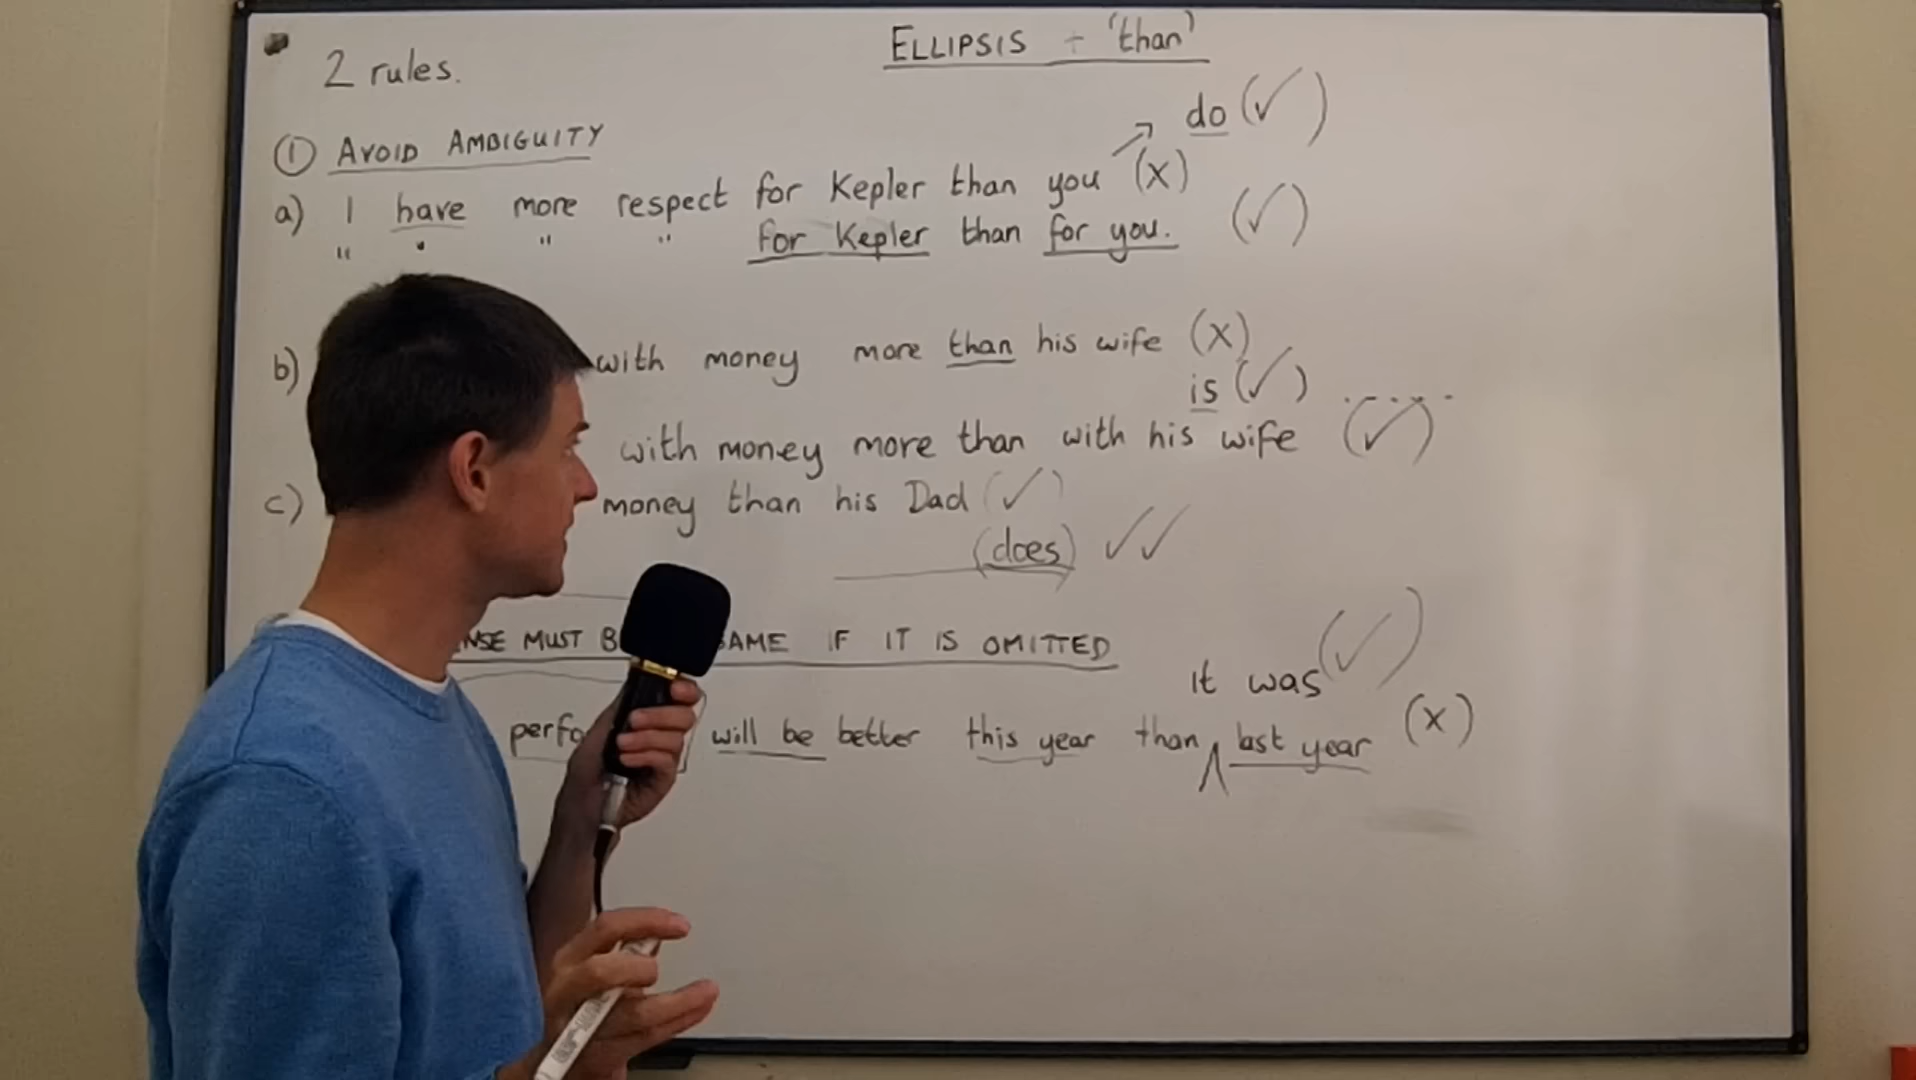 ELLIPSIS - 'than'
2 rules.
do (✓)
① AVOID AMBIGUITY
a) I have more respect for Kepler than you (x)
" " " " for Kepler than for you. (✓)
b) with money more than his wife (x)
is (✓) .....
with money more than with his wife (✓)
c) money than his Dad (✓)
(does) ✓✓
MUST IF IT IS OMITTED
it was (✓)
will be better this year than ⋀ last year (x)